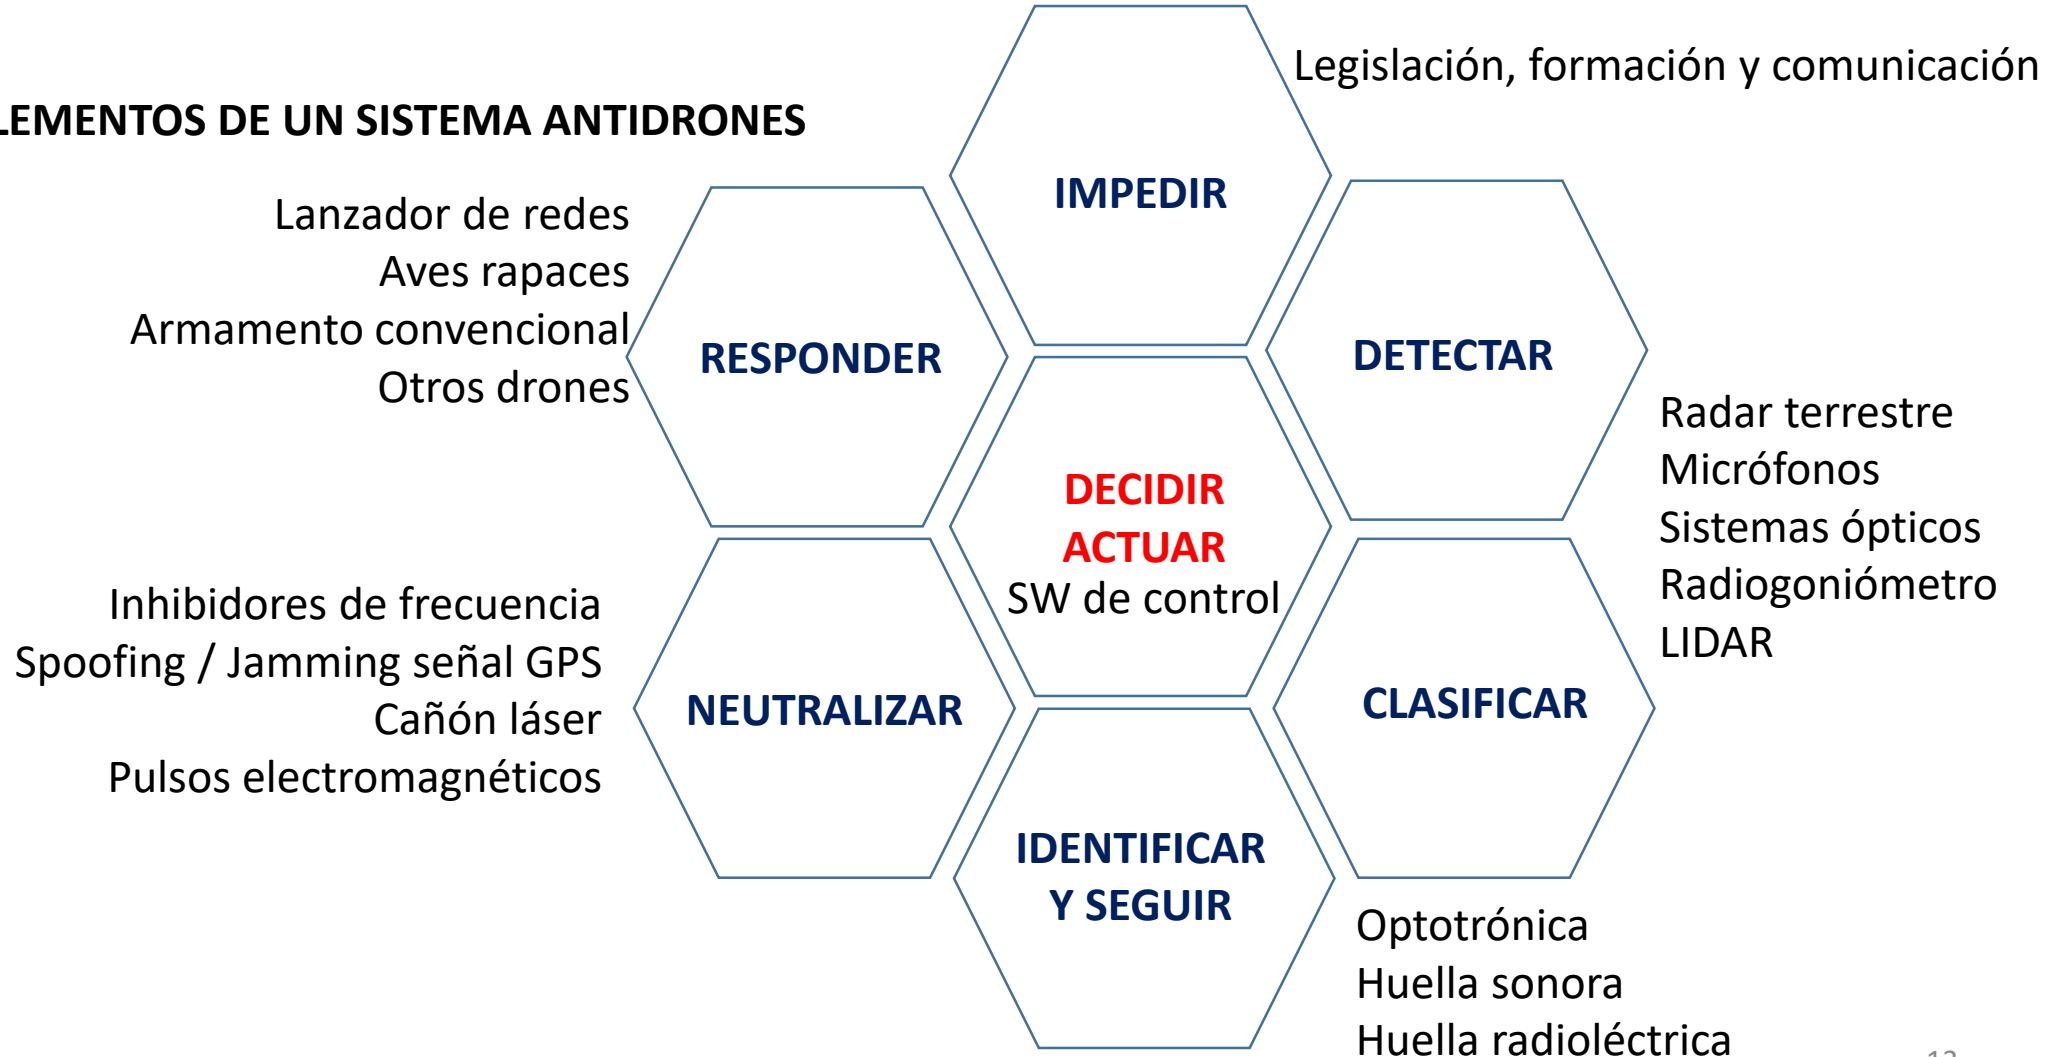 Legislación, formación y comunicación
LEMENTOS DE UN SISTEMA ANTIDRONES
IMPEDIR
Lanzador de redes
Aves rapaces
Armamento convencional
Otros drones
RESPONDER
DETECTAR
Radar terrestre
Micrófonos
Sistemas ópticos
Radiogoniómetro
LIDAR
DECIDIR
ACTUAR
SW de control
Inhibidores de frecuencia
Spoofing / Jamming señal GPS
Cañón láser
Pulsos electromagnéticos
NEUTRALIZAR
CLASIFICAR
IDENTIFICAR
Y SEGUIR
Optotrónica
Huella sonora
Huella radioléctrica